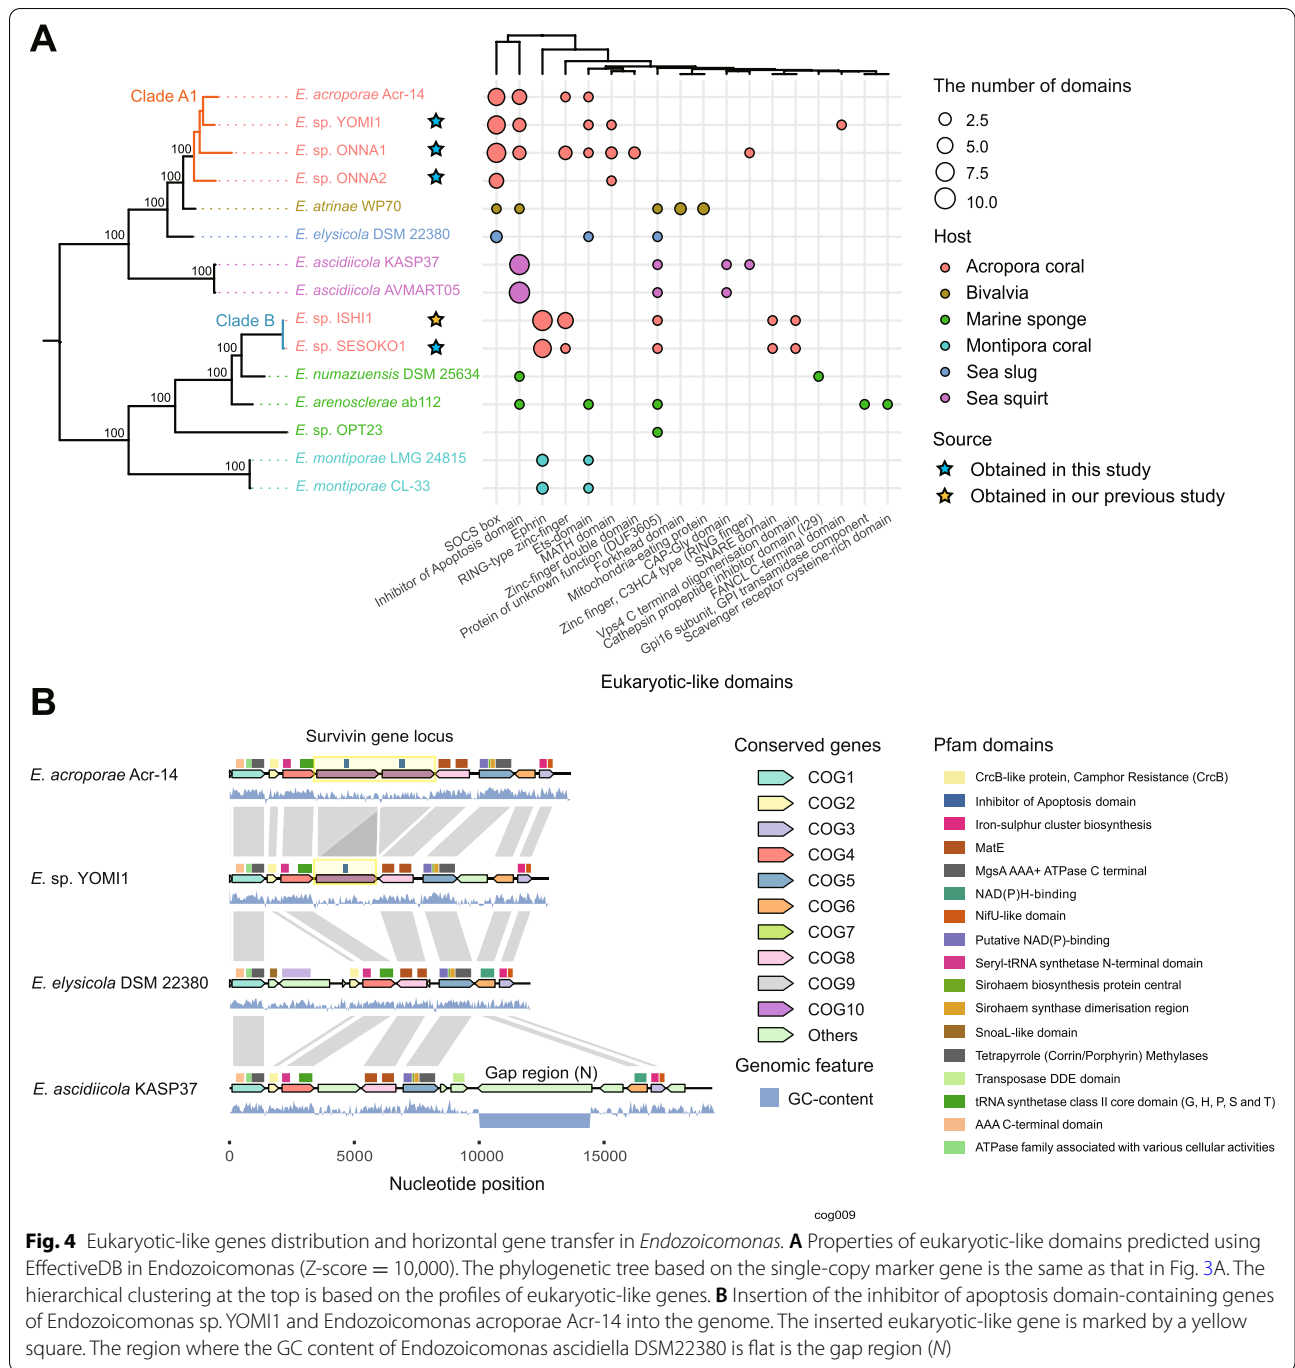 A
Clade A1
E. acroporae Acr-14
E. sp. YOMI1
E. sp. ONNA1
E. sp. ONNA2
E. atrinae WP70
E. elysicola DSM 22380
E. ascidiicola KASP37
E. ascidiicola AVMART05
Clade B
E. sp. ISHI1
E. sp. SESOKO1
E. numazuensis DSM 25634
E. arenosclerae ab112
E. sp. OPT23
E. montiporae LMG 24815
E. montiporae CL-33
100
100
100
100
100
100
100
100
100
100
SOCS box
Inhibitor of Apoptosis domain
Ephrin
RING-type zinc-finger
Ets-domain
MATH domain
Zinc-finger double domain
Protein of unknown function (DUF3605)
Forkhead domain
Mitochondria-eating protein
CAP-Gly domain
Zinc finger, C3HC4 type (RING finger)
SNARE domain
Vps4 C terminal oligomerisation domain
Cathepsin propeptide inhibitor domain (I29)
FANCL C-terminal domain
Gpi16 subunit, GPI transamidase component
Scavenger receptor cysteine-rich domain
Eukaryotic-like domains
The number of domains
2.5
5.0
7.5
10.0
Host
Acropora coral
Bivalvia
Marine sponge
Montipora coral
Sea slug
Sea squirt
Source
Obtained in this study
Obtained in our previous study
B
Survivin gene locus
E. acroporae Acr-14
E. sp. YOMI1
E. elysicola DSM 22380
E. ascidiicola KASP37
Gap region (N)
0
5000
10000
15000
Nucleotide position
Conserved genes
COG1
COG2
COG3
COG4
COG5
COG6
COG7
COG8
COG9
COG10
Others
Genomic feature
GC-content
Pfam domains
CrcB-like protein, Camphor Resistance (CrcB)
Inhibitor of Apoptosis domain
Iron-sulphur cluster biosynthesis
MatE
MgsA AAA+ ATPase C terminal
NAD(P)H-binding
NifU-like domain
Putative NAD(P)-binding
Seryl-tRNA synthetase N-terminal domain
Sirohaem biosynthesis protein central
Sirohaem synthase dimerisation region
SnoaL-like domain
Tetrapyrrole (Corrin/Porphyrin) Methylases
Transposase DDE domain
tRNA synthetase class II core domain (G, H, P, S and T)
AAA C-terminal domain
ATPase family associated with various cellular activities
cog009
Fig. 4 Eukaryotic-like genes distribution and horizontal gene transfer in Endozoicomonas. A Properties of eukaryotic-like domains predicted using
EffectiveDB in Endozoicomonas (Z-score = 10,000). The phylogenetic tree based on the single-copy marker gene is the same as that in Fig. 3A. The
hierarchical clustering at the top is based on the profiles of eukaryotic-like genes. B Insertion of the inhibitor of apoptosis domain-containing genes
of Endozoicomonas sp. YOMI1 and Endozoicomonas acroporae Acr-14 into the genome. The inserted eukaryotic-like gene is marked by a yellow
square. The region where the GC content of Endozoicomonas ascidiella DSM22380 is flat is the gap region (N)